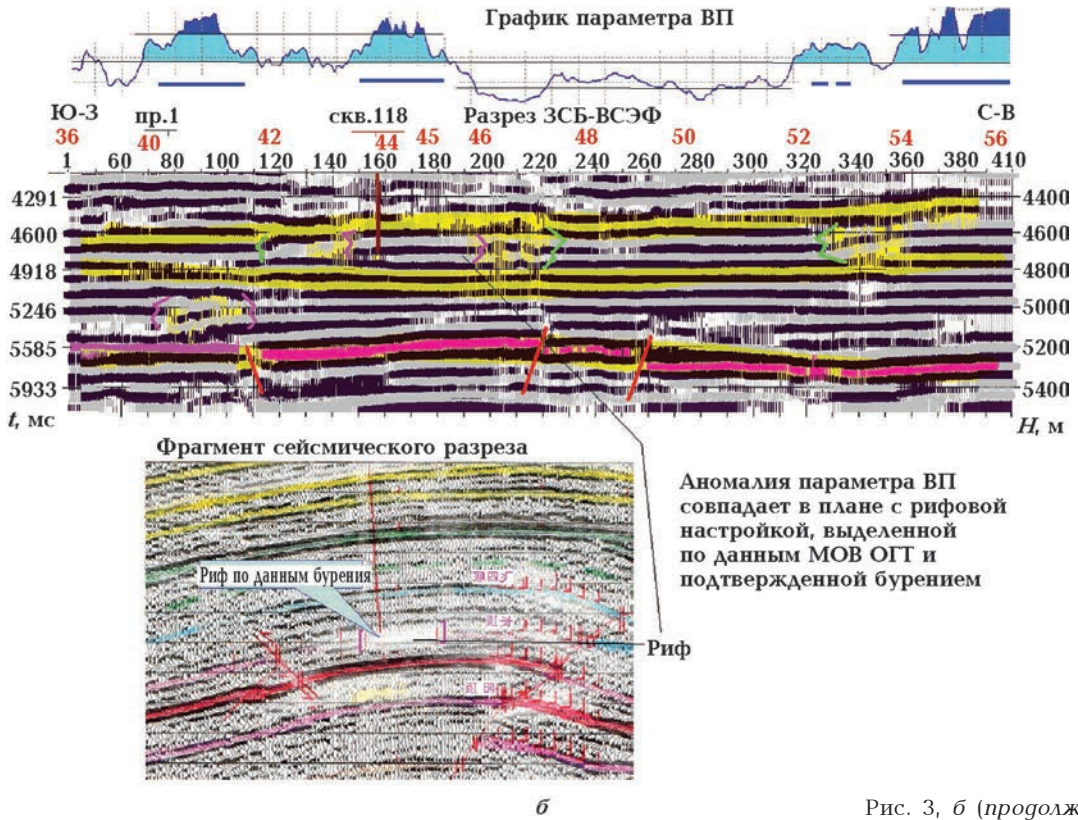 График параметра ВП
Ю-З пр.1 скв.118 Разрез ЗСБ-ВСЭФ С-В
36 40 42 44 45 46 48 50 52 54 56
1 60 80 100 120 140 160 180 200 220 240 260 300 320 340 360 380 410
4291 4400
4600 4600
4918 4800
5246 5000
5585 5200
5933 5400
t, мс H, м
Фрагмент сейсмического разреза
Аномалия параметра ВП
совпадает в плане с рифовой
настройкой, выделенной
по данным МОВ ОГТ и
подтвержденной бурением
Риф по данным бурения
Риф
б
Рис. 3, б (продолж